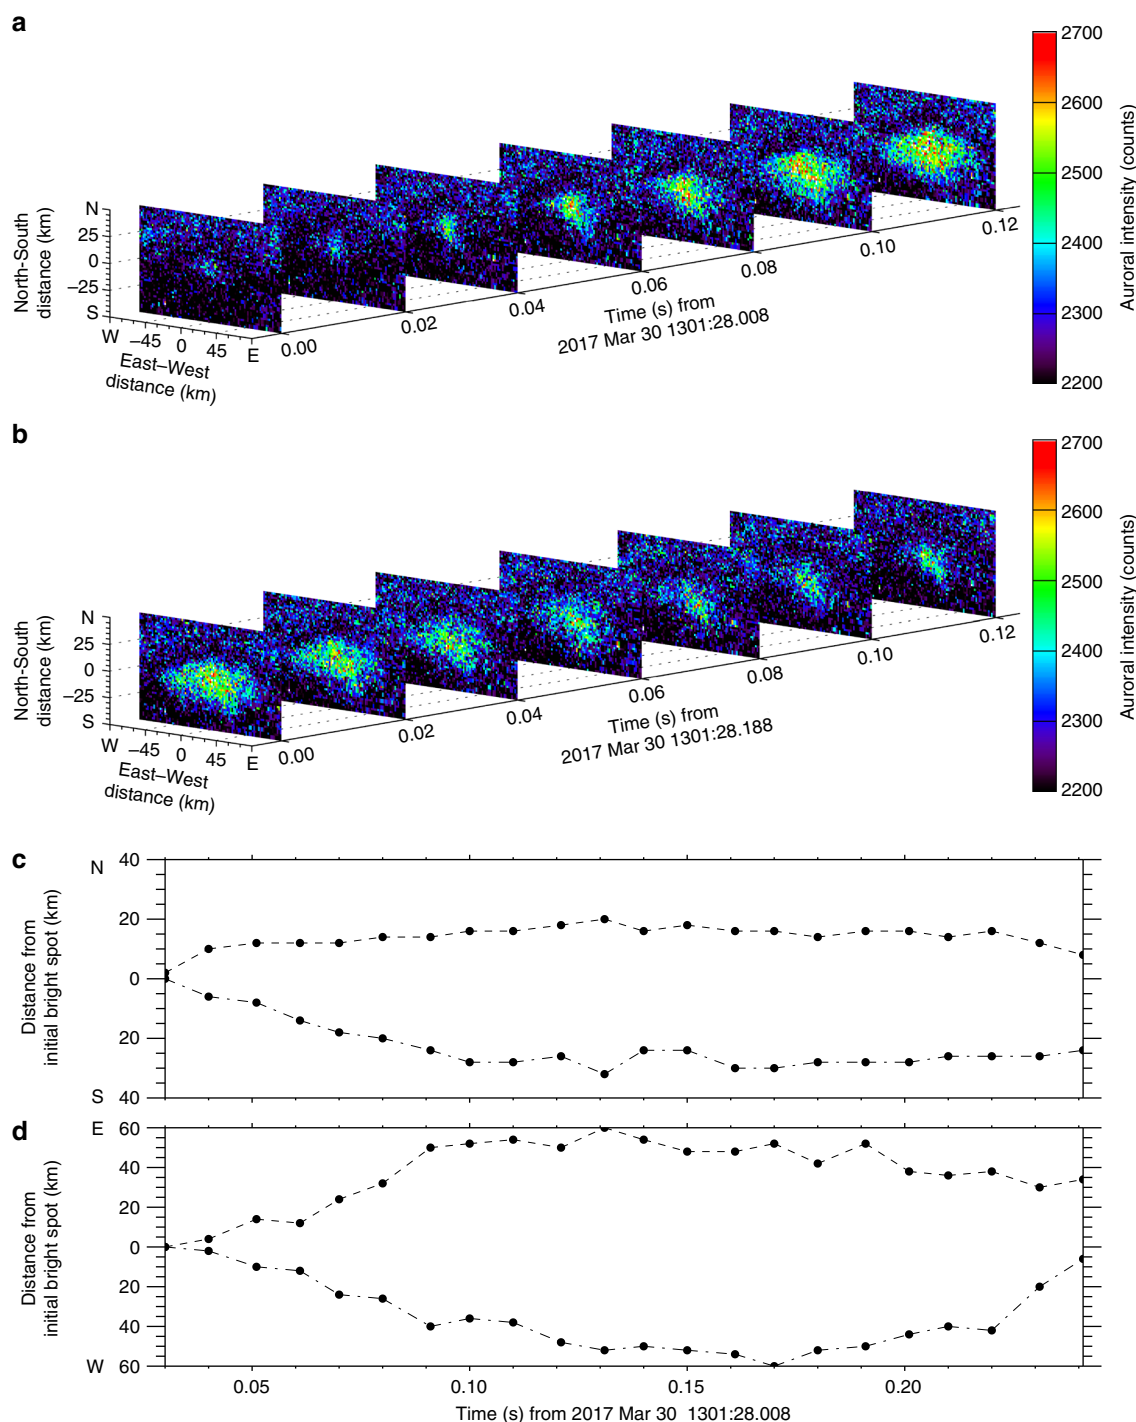 a
2700
2600
2500
2400
2300
2200
Auroral intensity (counts)
North-South
distance (km)
N
25
0
−25
S
W −45 0 45 E
East–West
distance (km)
0.00 0.02 0.04 0.06 0.08 0.10 0.12
Time (s) from
2017 Mar 30 1301:28.008
b
2700
2600
2500
2400
2300
2200
Auroral intensity (counts)
North-South
distance (km)
N
25
0
−25
S
W −45 0 45 E
East–West
distance (km)
0.00 0.02 0.04 0.06 0.08 0.10 0.12
Time (s) from
2017 Mar 30 1301:28.188
c
Distance from
initial bright spot (km)
N
40
20
0
20
S 40
d
Distance from
initial bright spot (km)
E 60
40
20
0
20
40
W 60
0.05 0.10 0.15 0.20
Time (s) from 2017 Mar 30 1301:28.008